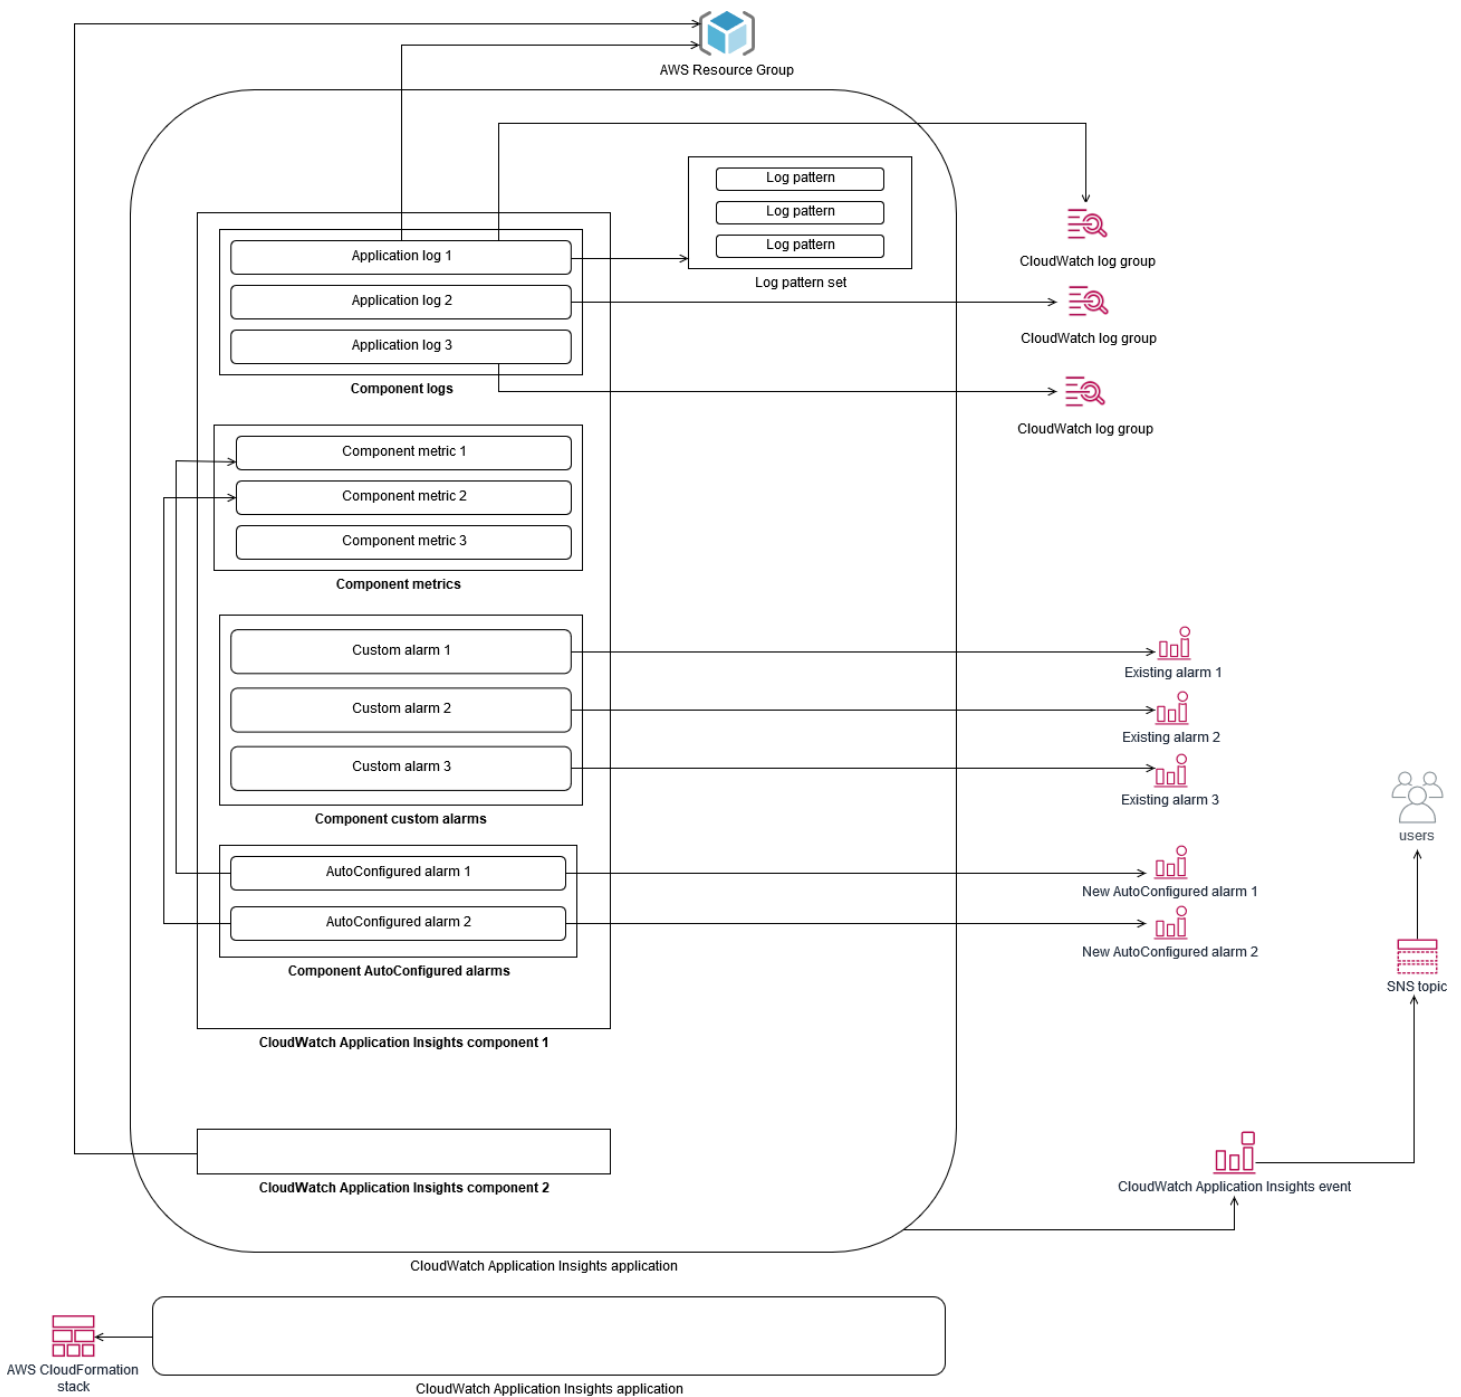 AWS Resource Group
Log pattern
Log pattern
Log pattern
Log pattern set
Application log 1
Application log 2
Application log 3
Component logs
CloudWatch log group
CloudWatch log group
CloudWatch log group
Component metric 1
Component metric 2
Component metric 3
Component metrics
Custom alarm 1
Custom alarm 2
Custom alarm 3
Component custom alarms
Existing alarm 1
Existing alarm 2
Existing alarm 3
AutoConfigured alarm 1
AutoConfigured alarm 2
Component AutoConfigured alarms
New AutoConfigured alarm 1
New AutoConfigured alarm 2
users
SNS topic
CloudWatch Application Insights component 1
CloudWatch Application Insights component 2
CloudWatch Application Insights event
CloudWatch Application Insights application
AWS CloudFormation
stack
CloudWatch Application Insights application